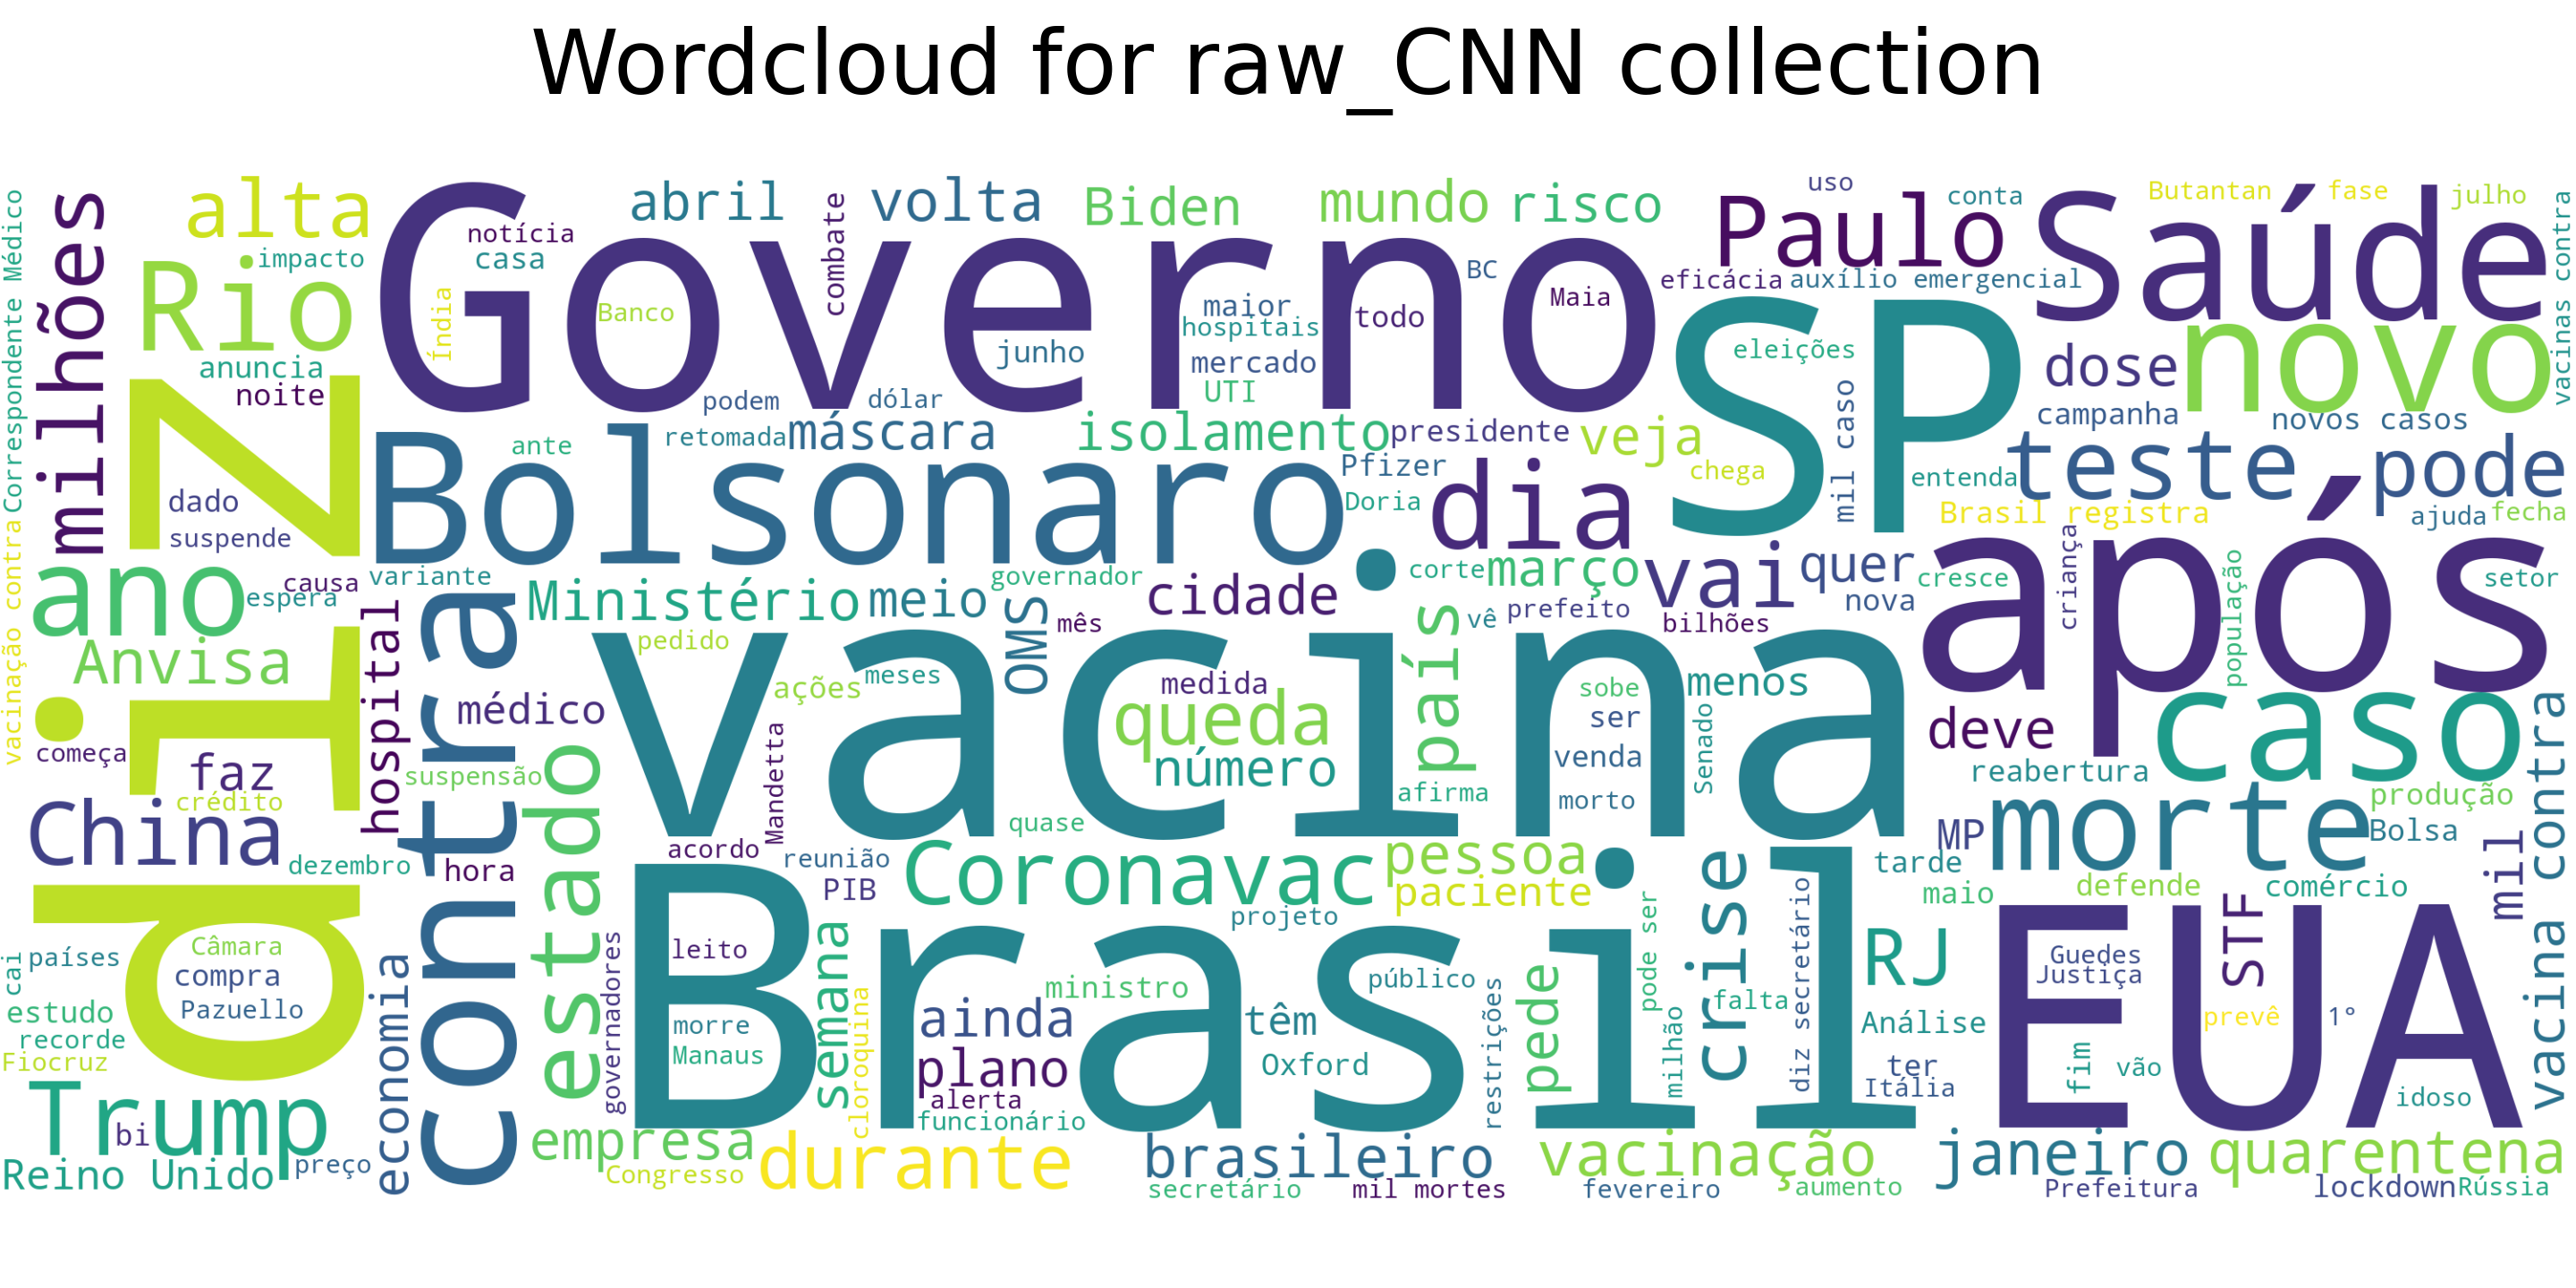 Wordcloud for raw_CNN collection
Correspondente Médico
vacinação contra
milhões
alta
impacto
Rio
anuncia
noite
diz
Governo
notícia
casa
Índia
Banco
abril
combate
volta
Biden
mundo
risco
maior
hospitais
mercado
UTI
junho
todo
BC
Maia
uso
conta
Paulo
eficácia
auxílio emergencial
Butantan
fase
julho
Saúde
vacinas contra
novo
SP
eleições
dose
campanha
novos casos
podem
dólar
retomada
máscara
isolamento
presidente
veja
chega
mil caso
entenda
teste
pode
Bolsonaro
ante
Pfizer
Doria
dia
Brasil registra
ajuda
fecha
dado
suspende
ano
causa
espera
variante
contra
hospital
Ministério
meio
governador
OMS
mês
cidade
corte
março
prefeito
vê
bilhões
vai
quer
nova
cresce
criança
após
população
setor
Anvisa
começa
pedido
vacina
ações
meses
medida
queda
número
país
afirma
sobe
ser
venda
morto
Senado
menos
deve
caso
reabertura
faz
crédito
China
dezembro
médico
suspensão
estado
Mandetta
acordo
hora
reunião
PIB
quase
Coronavac
pessoa
paciente
projeto
crise
tarde
MP
maio
morte
produção
Bolsa
defende
comércio
mil
vacina contra
Brasil
leito
morre
Manaus
governadores
semana
cloroquina
ministro
ainda
plano
alerta
funcionário
têm
Oxford
público
restrições
pede
pode ser
milhão
falta
diz secretário
RJ
Análise
ter
Itália
EUA
Guedes
Justiça
STF
prevê
1°
fim
vão
idoso
Câmara
compra
Pazuello
países
cai
estudo
recorde
Fiocruz
economia
Trump
bi
Reino Unido
preço
empresa
Congresso
durante
brasileiro
secretário
mil mortes
vacinação
fevereiro
aumento
janeiro
Prefeitura
quarentena
lockdown
Rússia